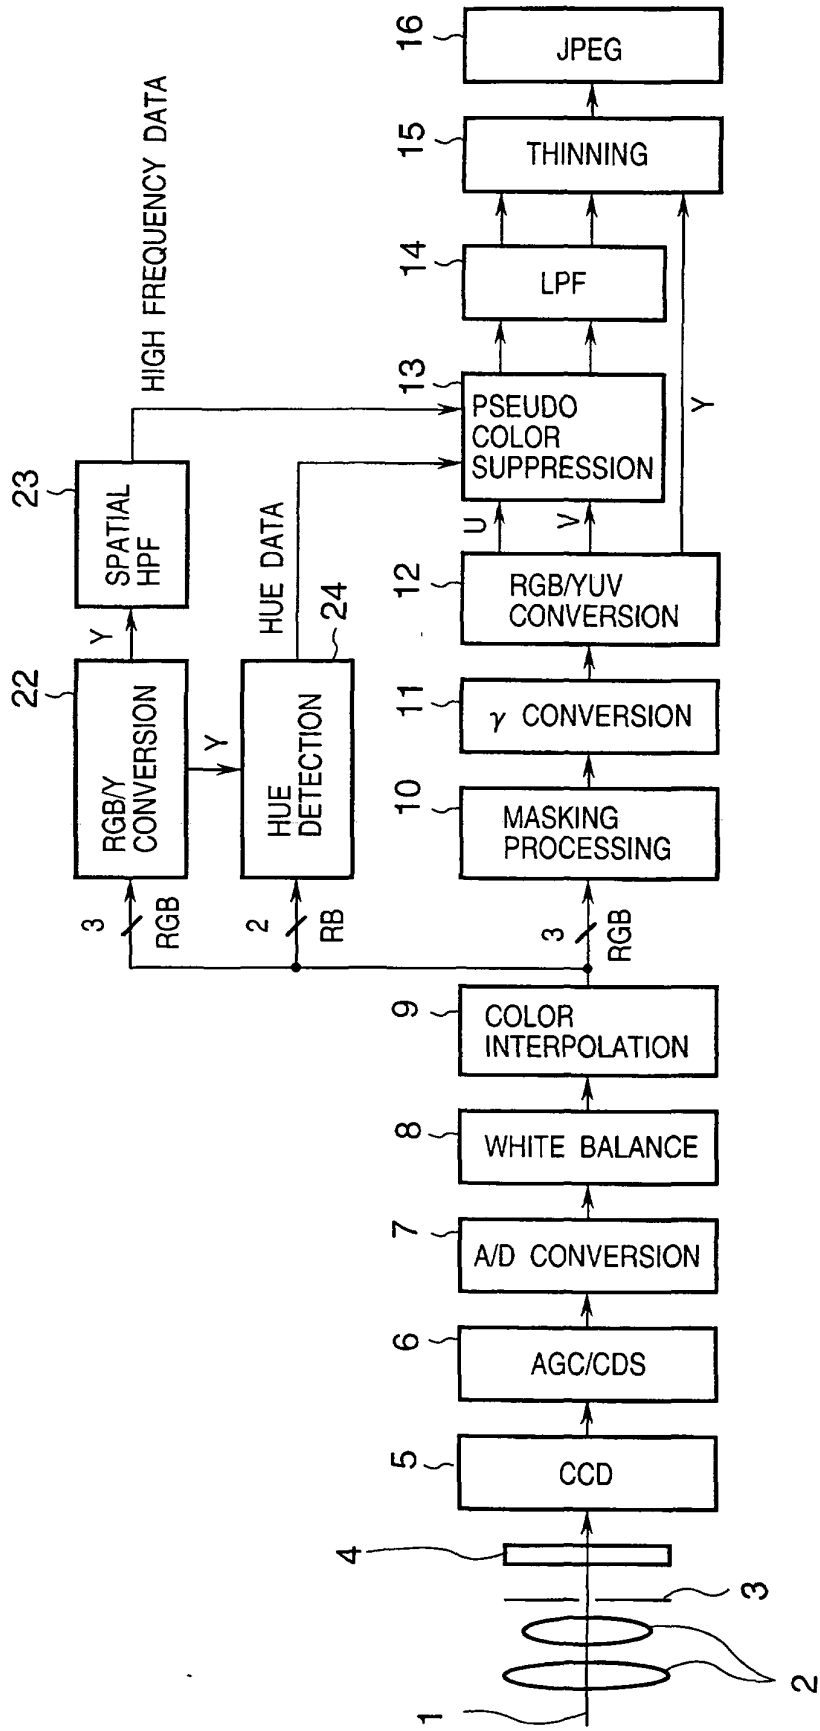 1
2
3
4
5
CCD
6
AGC/CDS
7
A/D CONVERSION
8
WHITE BALANCE
9
COLOR
INTERPOLATION
3
RGB
2
RB
3
RGB
22
RGB/Y
CONVERSION
Y
23
SPATIAL
HPF
HIGH FREQUENCY DATA
Y
HUE
DETECTION
24
HUE DATA
10
MASKING
PROCESSING
11
γ CONVERSION
12
RGB/YUV
CONVERSION
U
V
Y
13
PSEUDO
COLOR
SUPPRESSION
14
LPF
15
THINNING
16
JPEG